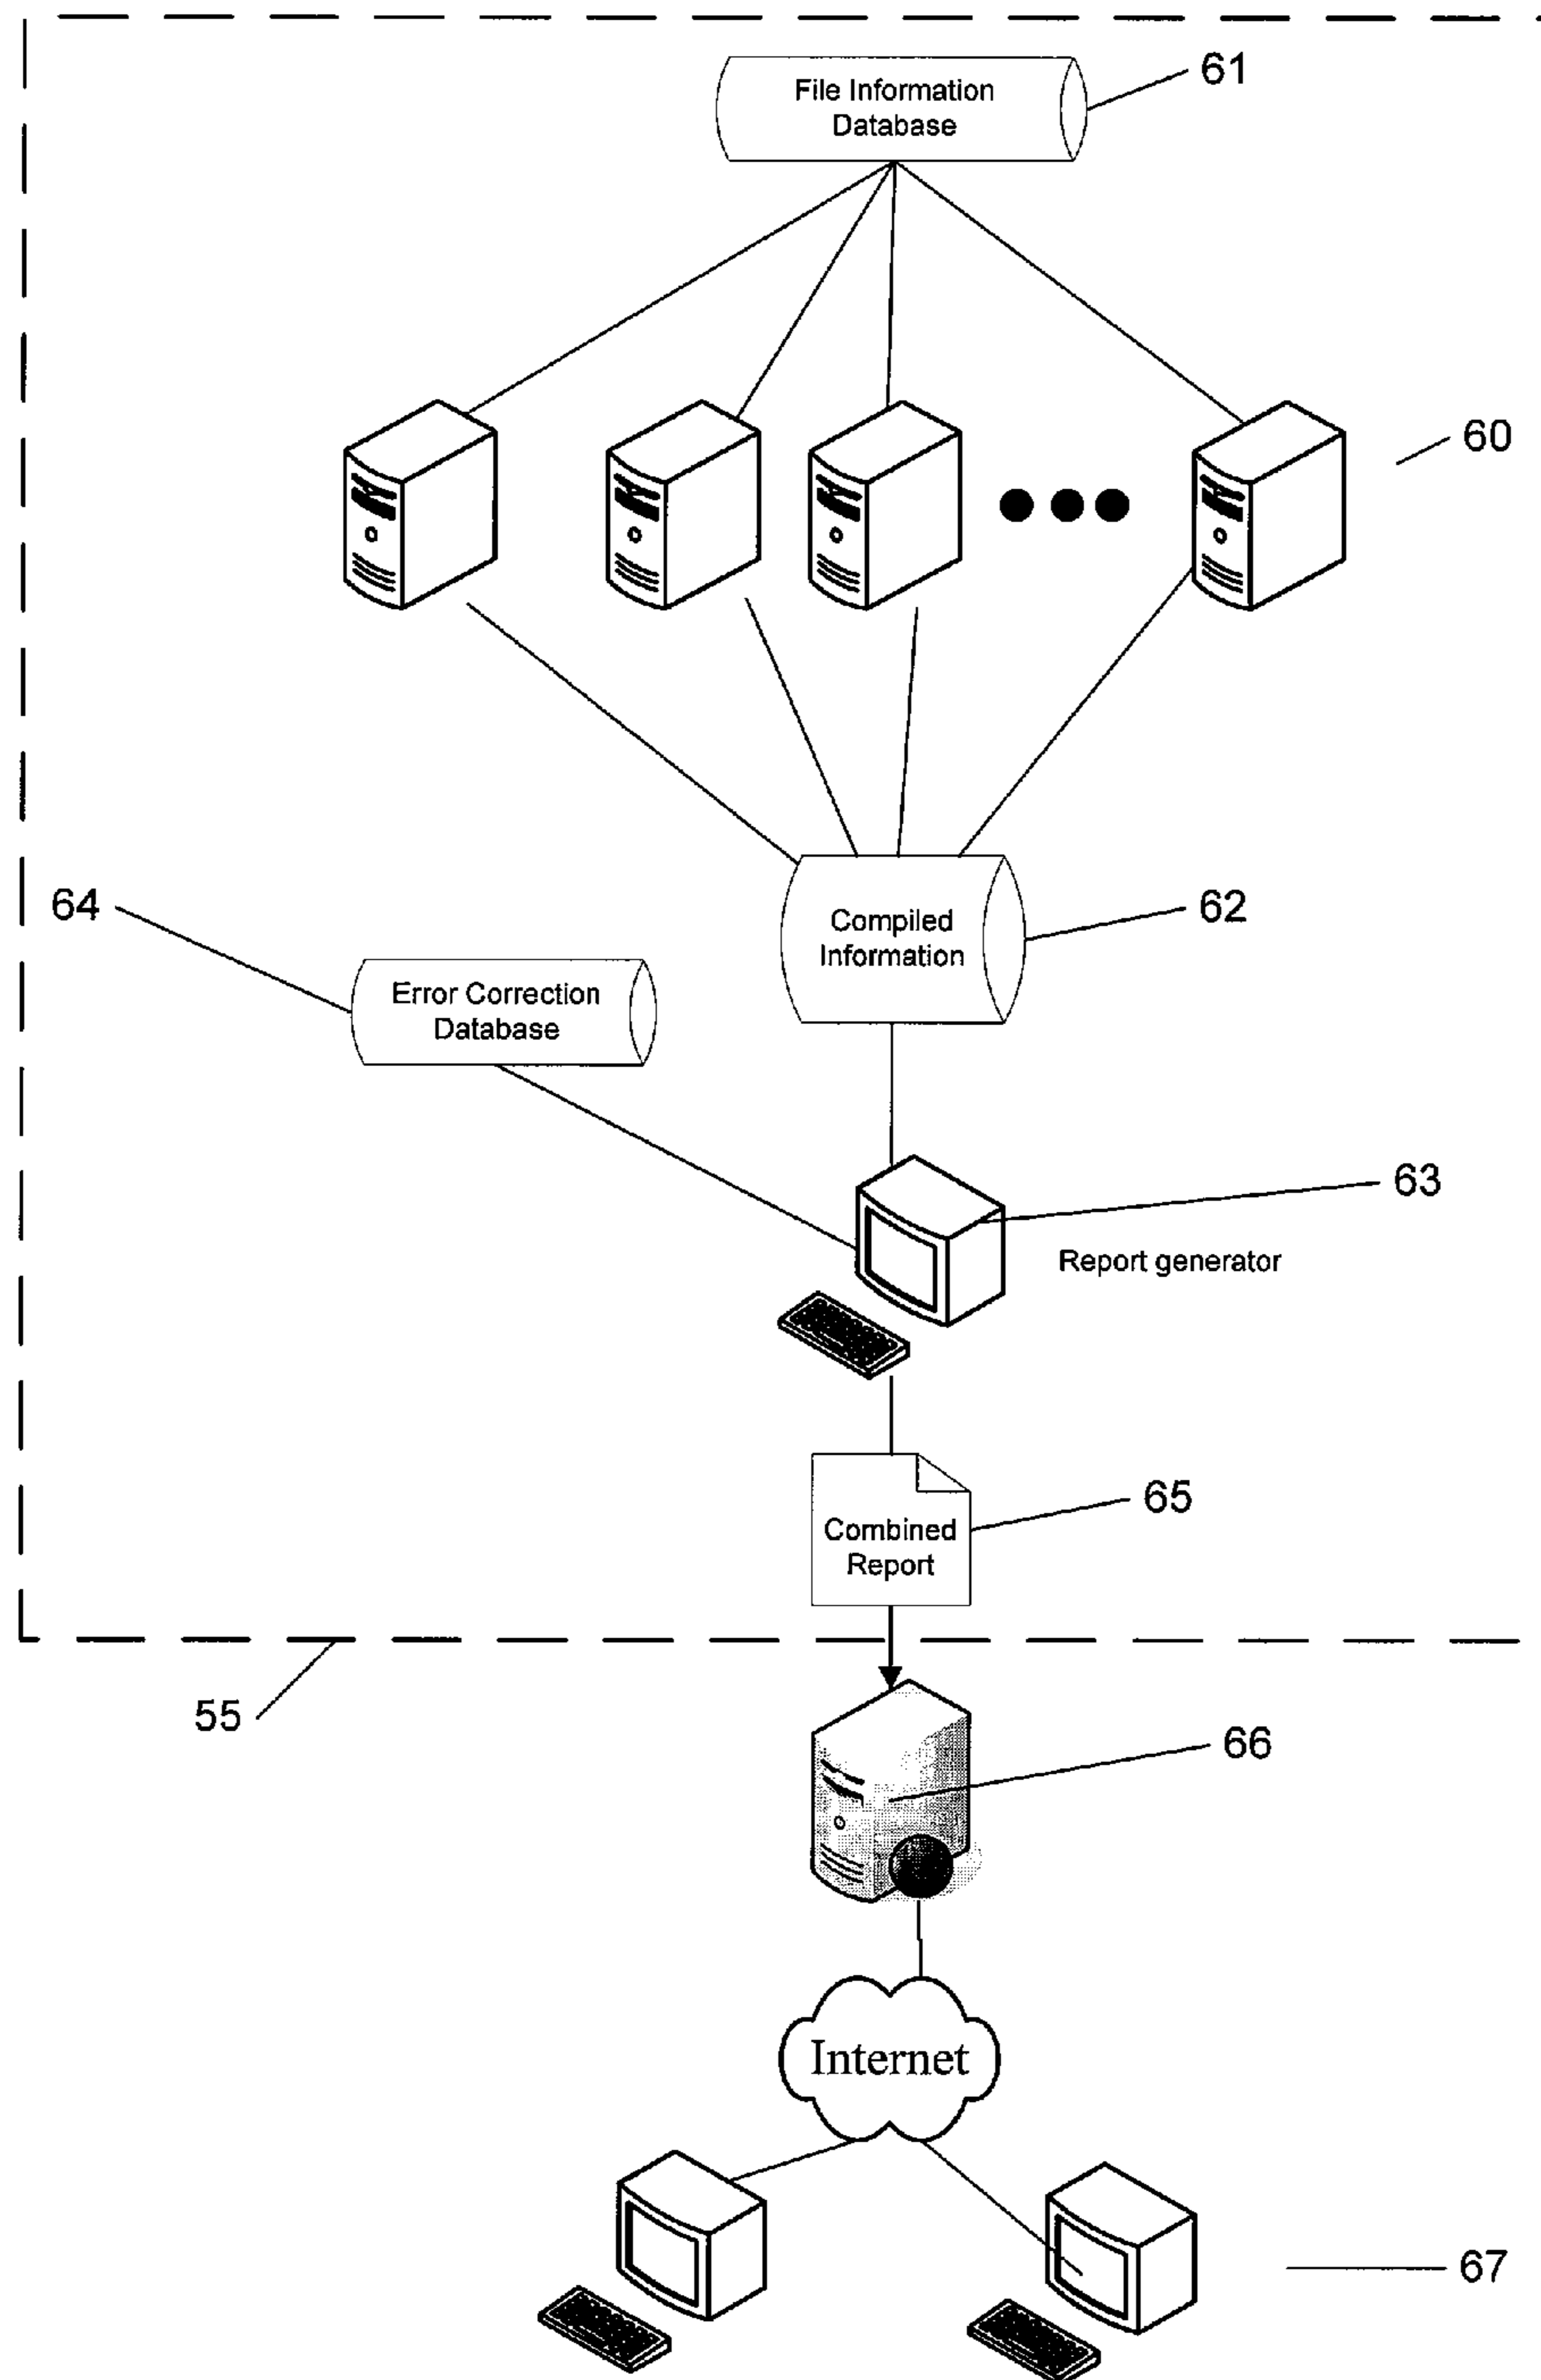 61
File Information
Database
60
64
62
Compiled
Information
Error Correction
Database
63
Report generator
65
Combined
Report
55
66
Internet
67